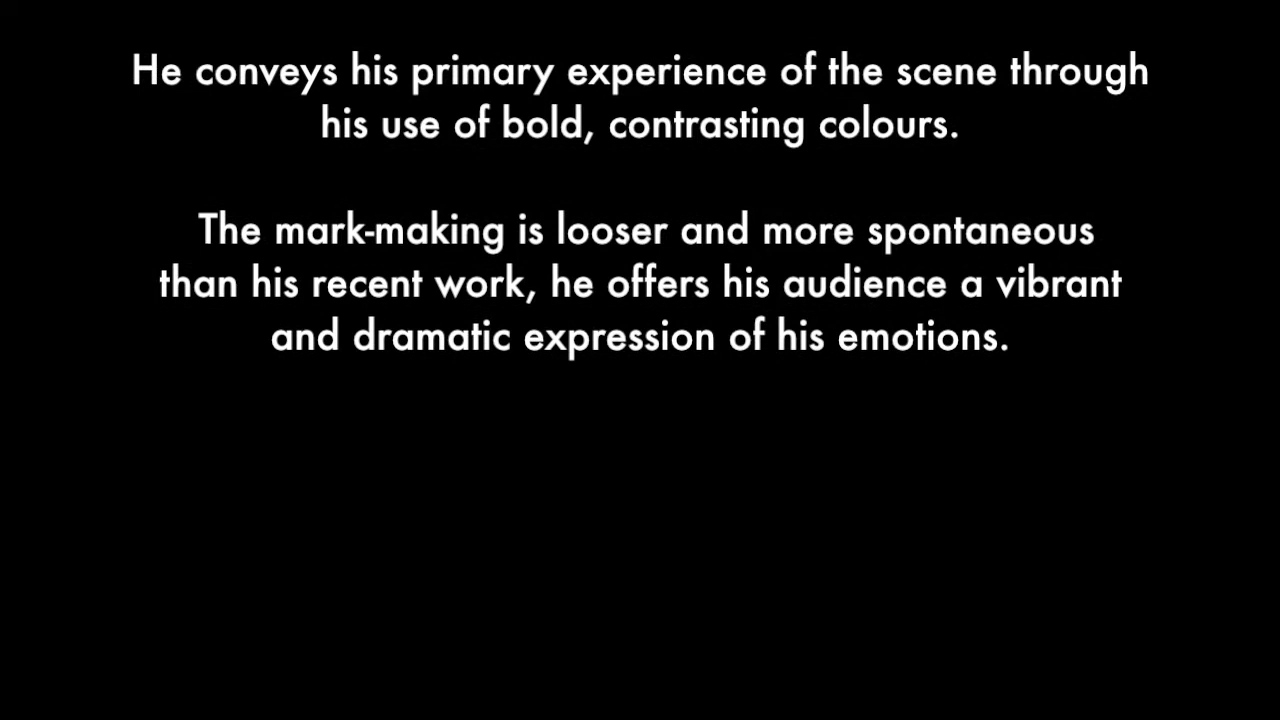 He conveys his primary experience of the scene through
his use of bold, contrasting colours.
The mark-making is looser and more spontaneous
than his recent work, he offers his audience a vibrant
and dramatic expression of his emotions.